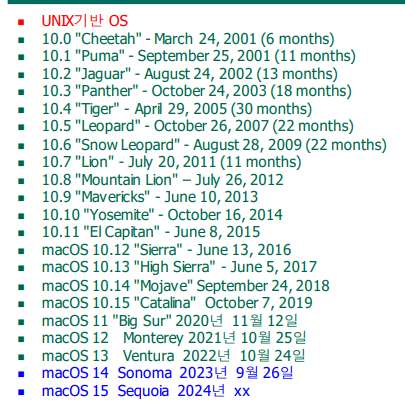 UNIX기반 OS
10.0 "Cheetah" - March 24, 2001 (6 months)
10.1 "Puma" - September 25, 2001 (11 months)
10.2 "Jaguar" - August 24, 2002 (13 months)
10.3 "Panther" - October 24, 2003 (18 months)
10.4 "Tiger" - April 29, 2005 (30 months)
10.5 "Leopard" - October 26, 2007 (22 months)
10.6 "Snow Leopard" - August 28, 2009 (22 months)
10.7 "Lion" - July 20, 2011 (11 months)
10.8 "Mountain Lion" – July 26, 2012
10.9 "Mavericks" - June 10, 2013
10.10 "Yosemite" - October 16, 2014
10.11 "El Capitan" - June 8, 2015
macOS 10.12 "Sierra" - June 13, 2016
macOS 10.13 "High Sierra" - June 5, 2017
macOS 10.14 "Mojave" September 24, 2018
macOS 10.15 "Catalina" October 7, 2019
macOS 11 "Big Sur" 2020년 11월 12일
macOS 12 Monterey 2021년 10월 25일
macOS 13 Ventura 2022년 10월 24일
macOS 14 Sonoma 2023년 9월 26일
macOS 15 Sequoia 2024년 xx